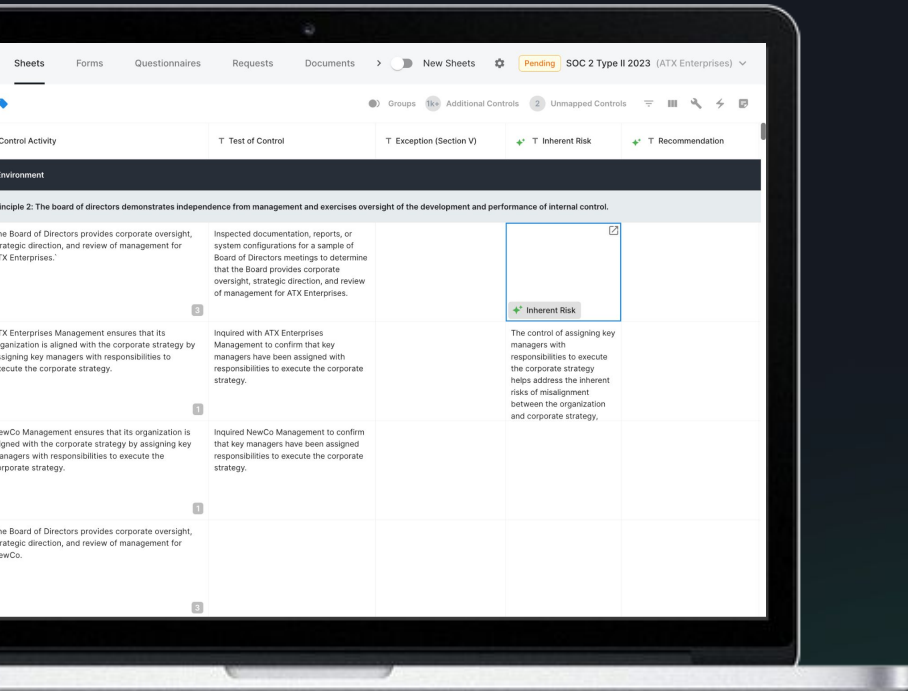 Sheets Forms Questionnaires Requests Documents New Sheets Pending SOC 2 Type II 2023 (ATX Enterprises)
Groups 1k+ Additional Controls 2 Unmapped Controls
Control Activity T Test of Control T Exception (Section V) T Inherent Risk T Recommendation
Environment
inciple 2: The board of directors demonstrates independence from management and exercises oversight of the development and performance of internal control.
he Board of Directors provides corporate oversight,
rategic direction, and review of management for
TX Enterprises.`
3
Inspected documentation, reports, or
system configurations for a sample of
Board of Directors meetings to determine
that the Board provides corporate
oversight, strategic direction, and review
of management for ATX Enterprises.
Inherent Risk
TX Enterprises Management ensures that its
ganization is aligned with the corporate strategy by
ssigning key managers with responsibilities to
xecute the corporate strategy.
1
Inquired with ATX Enterprises
Management to confirm that key
managers have been assigned with
responsibilities to execute the corporate
strategy.
The control of assigning key
managers with
responsibilities to execute
the corporate strategy
helps address the inherent
risks of misalignment
between the organization
and corporate strategy,
ewCo Management ensures that its organization is
igned with the corporate strategy by assigning key
anagers with responsibilities to execute the
orporate strategy.
1
Inquired NewCo Management to confirm
that key managers have been assigned
responsibilities to execute the corporate
strategy.
he Board of Directors provides corporate oversight,
rategic direction, and review of management for
ewCo.
3